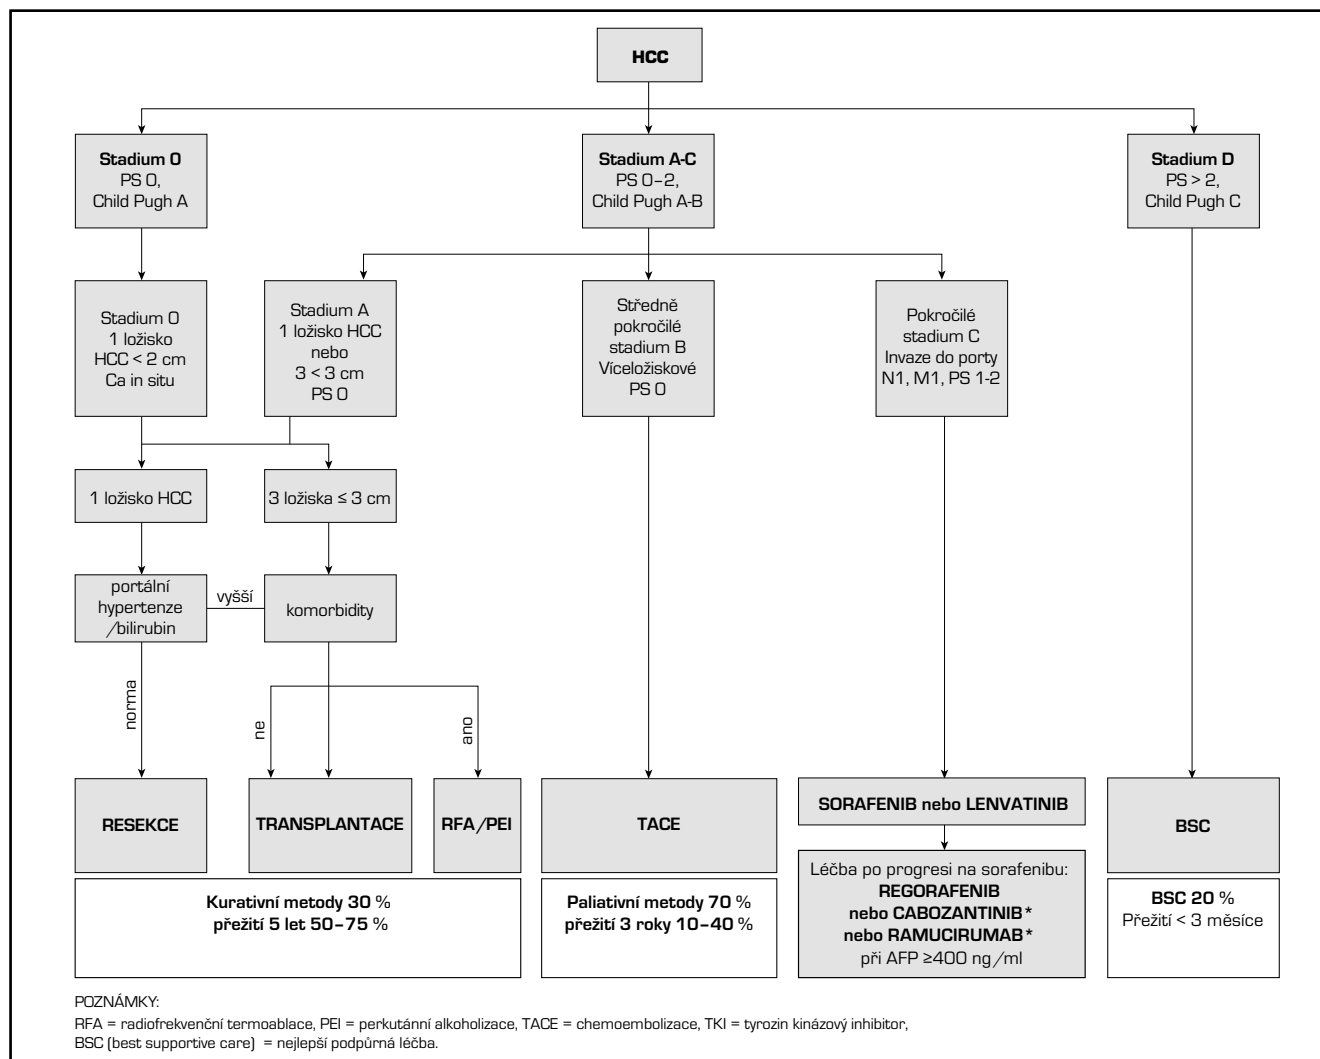 HCC
Stadium 0
PS 0,
Child Pugh A
Stadium A-C
PS 0–2,
Child Pugh A-B
Stadium D
PS > 2,
Child Pugh C
Stadium 0
1 ložisko
HCC < 2 cm
Ca in situ
Stadium A
1 ložisko HCC
nebo
3 < 3 cm
PS 0
Středně
pokročilé
stadium B
Víceložiskové
PS 0
Pokročilé
stadium C
Invaze do porty
N1, M1, PS 1-2
1 ložisko HCC
3 ložiska ≤ 3 cm
portální
hypertenze
/bilirubin
vyšší
komorbidity
norma
ne
ano
RESEKCE
TRANSPLANTACE
RFA/PEI
TACE
SORAFENIB nebo LENVATINIB
BSC
Léčba po progresi na sorafenibu:
REGORAFENIB
nebo CABOZANTINIB*
nebo RAMUCIRUMAB*
při AFP ≥400 ng/ml
Kurativní metody 30 %
přežití 5 let 50–75 %
Paliativní metody 70 %
přežití 3 roky 10–40 %
BSC 20 %
Přežití < 3 měsíce
POZNÁMKY:
RFA = radiofrekvenční termoablace, PEI = perkutánní alkoholizace, TACE = chemoembolizace, TKI = tyrozin kinázový inhibitor,
BSC (best supportive care) = nejlepší podpůrná léčba.